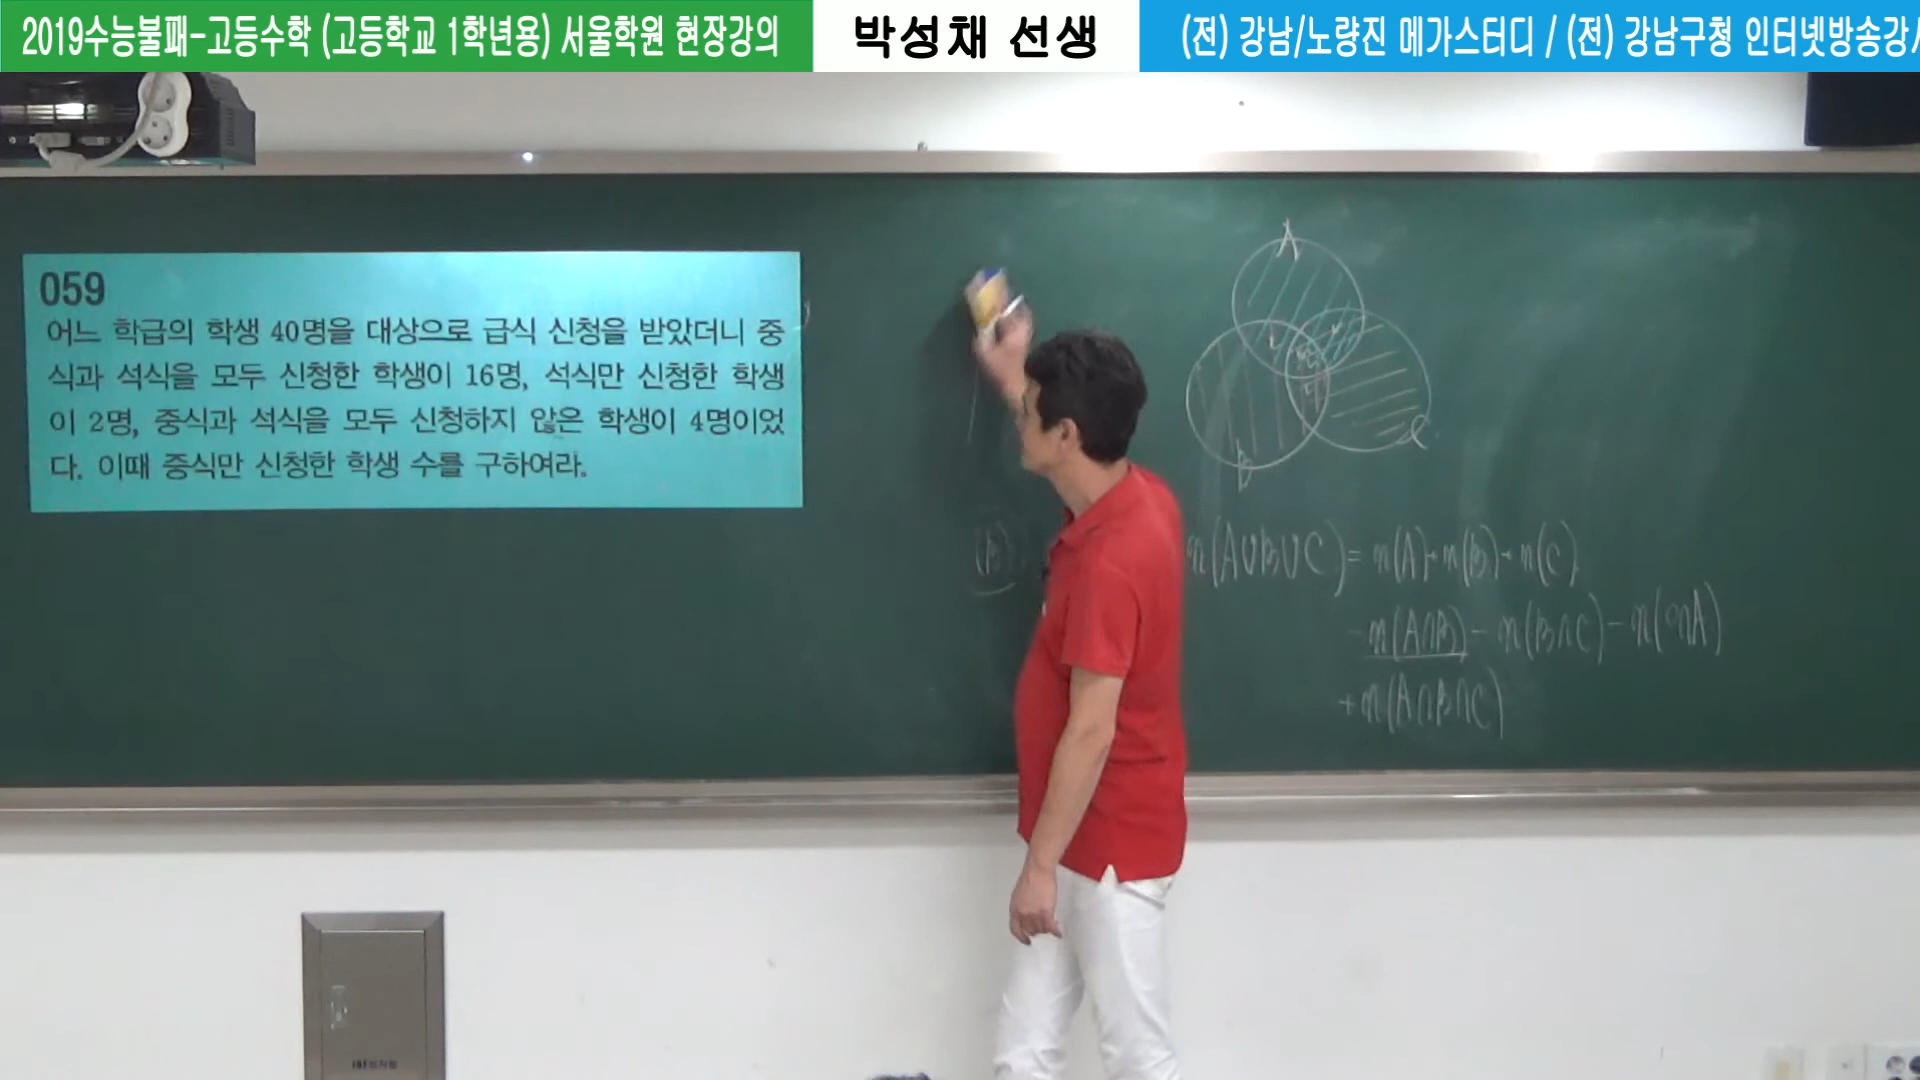 2019수능불패-고등수학 (고등학교 1학년용) 서울학원 현장강의
박성채 선생
(전) 강남/노량진 메가스터디 / (전) 강남구청 인터넷방송강사
059
어느 학급의 학생 40명을 대상으로 급식 신청을 받았더니 중
식과 석식을 모두 신청한 학생이 16명, 석식만 신청한 학생
이 2명, 중식과 석식을 모두 신청하지 않은 학생이 4명이었
다. 이때 중식만 신청한 학생 수를 구하여라.
A
B
C
(B)
n(A∪B∪C) = n(A)+n(B)+n(C)
-n(A∩B)-n(B∩C)-n(C∩A)
+n(A∩B∩C)